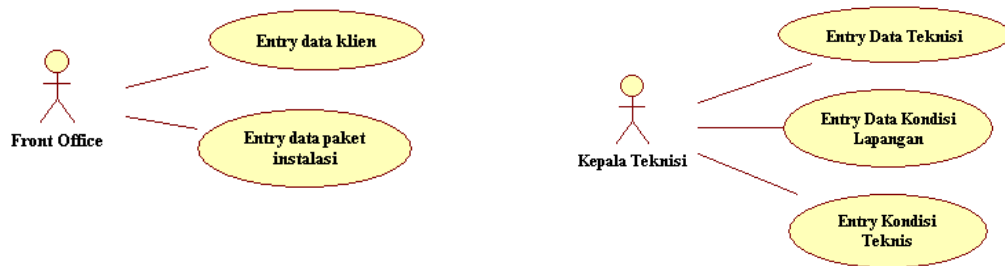 Entry data klien
Front Office
Entry data paket
instalasi
Entry Data Teknisi
Entry Data Kondisi
Lapangan
Kepala Teknisi
Entry Kondisi
Teknis